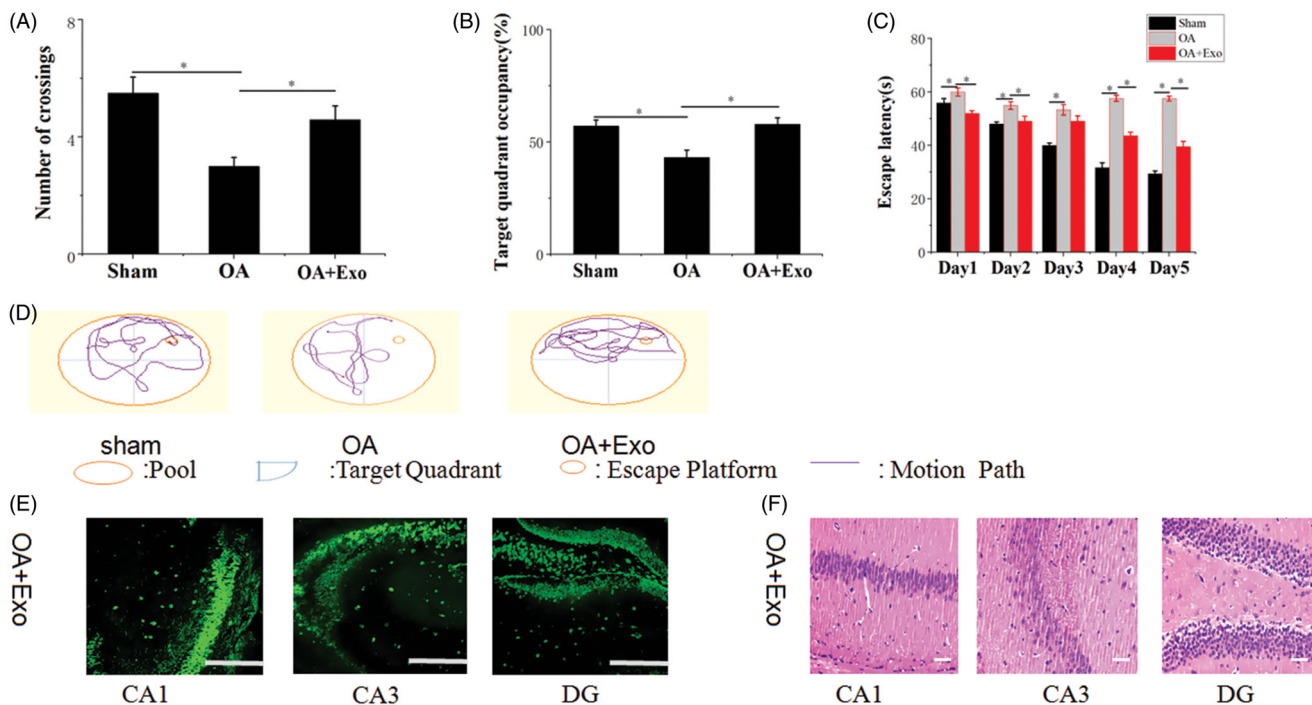 (A)
Number of crossings
8
4
0
*
*
Sham
OA
OA+Exo
(B)
Target quadrant occupancy(%)
100
50
0
*
*
Sham
OA
OA+Exo
(C)
Sham
OA
OA+Exo
Escape latency(s)
80
60
40
20
0
* *
* *
*
* *
* *
Day1
Day2
Day3
Day4
Day5
(D)
sham
OA
OA+Exo
:Pool
:Target Quadrant
: Escape Platform
: Motion Path
(E)
OA+Exo
CA1
CA3
DG
(F)
OA+Exo
CA1
CA3
DG